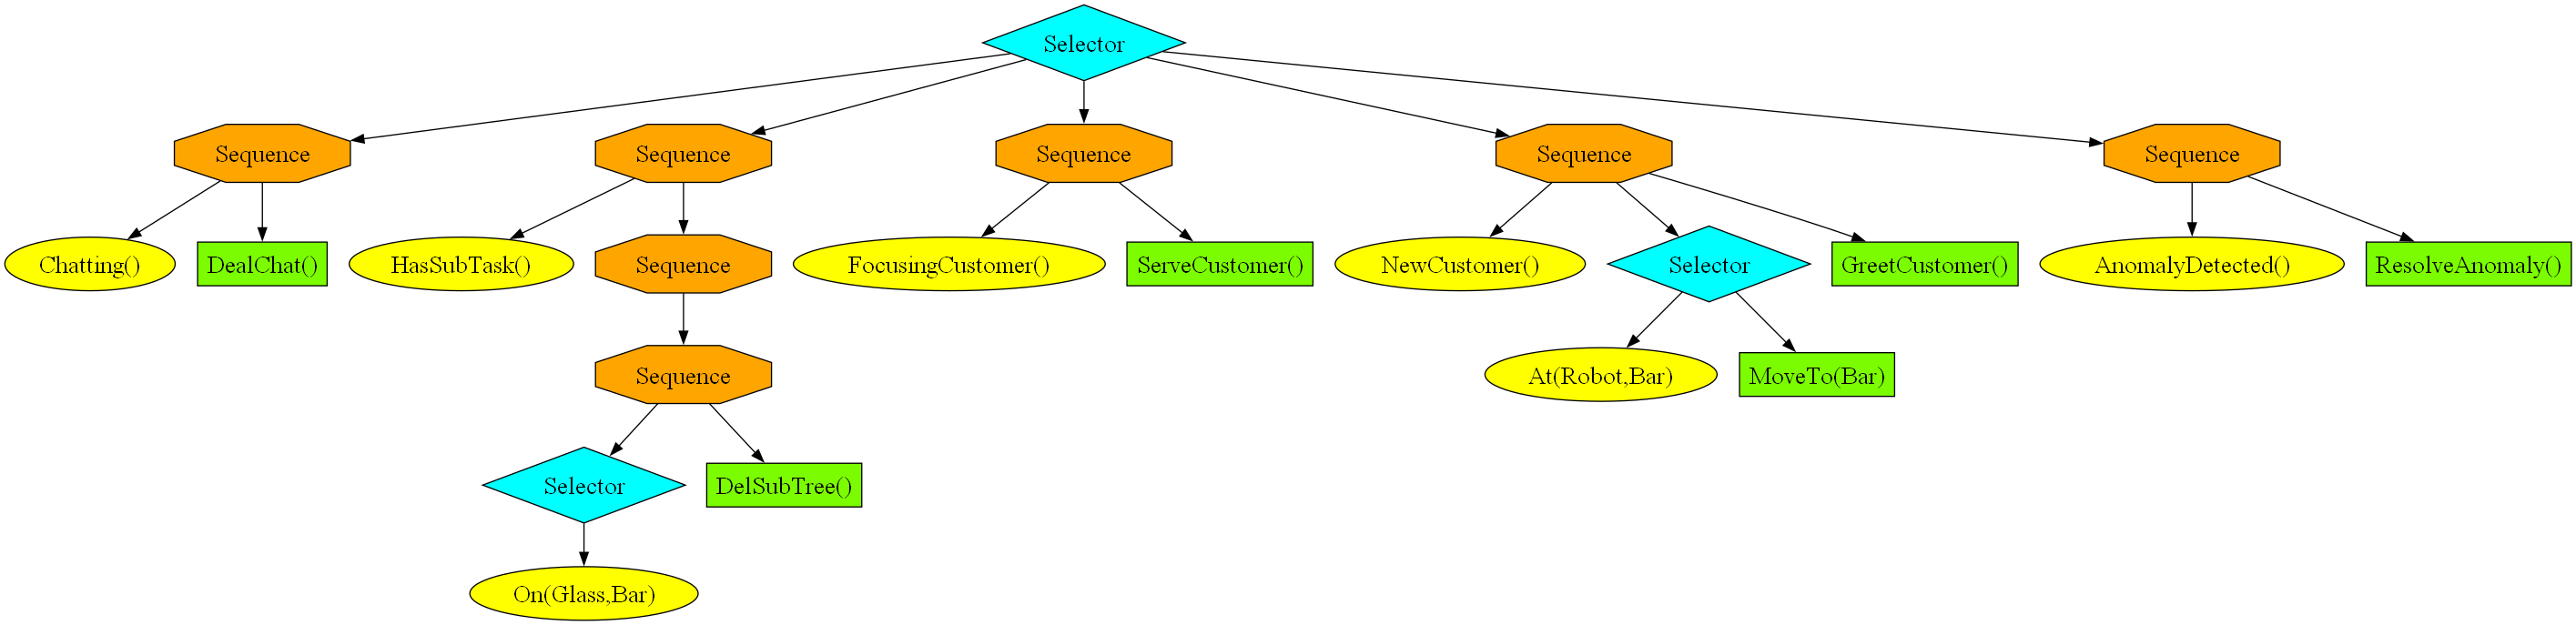 Selector
Sequence
Sequence
Sequence
Sequence
Sequence
Chatting()
DealChat()
HasSubTask()
Sequence
FocusingCustomer()
ServeCustomer()
NewCustomer()
Selector
GreetCustomer()
AnomalyDetected()
ResolveAnomaly()
Sequence
At(Robot,Bar)
MoveTo(Bar)
Selector
DelSubTree()
On(Glass,Bar)